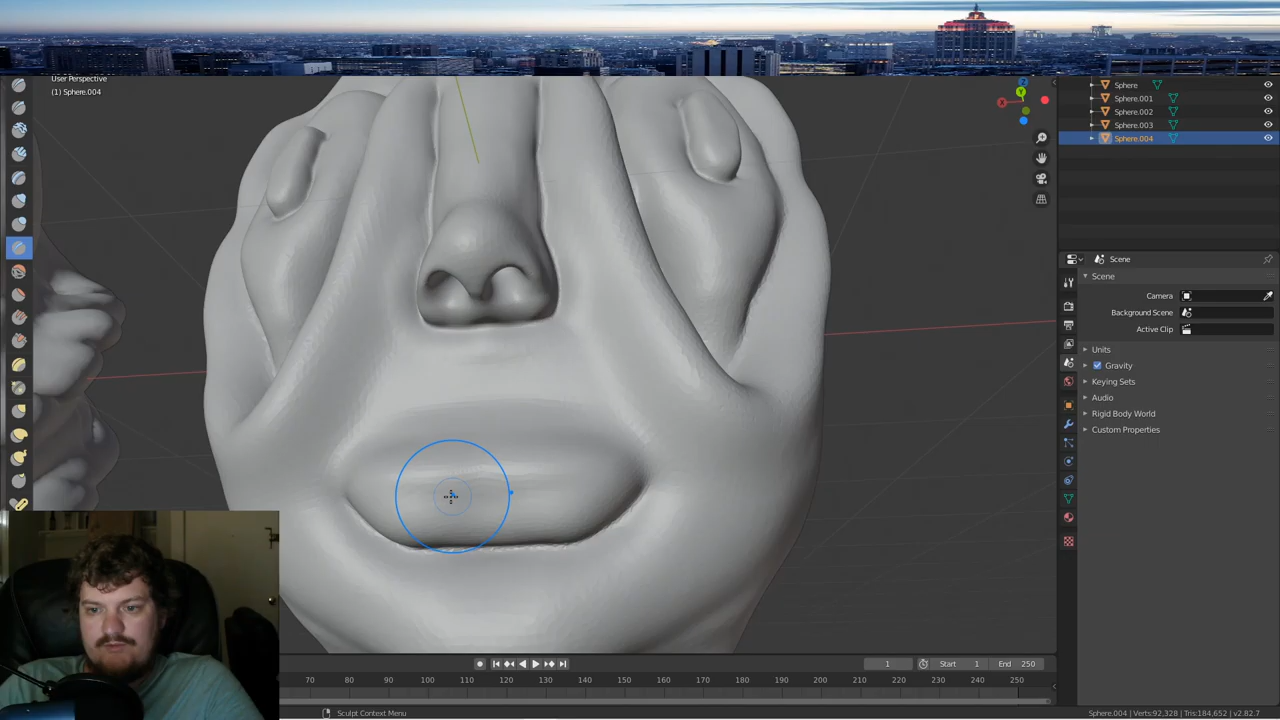 User Perspective
(1) Sphere.004
Sphere
Sphere.001
Sphere.002
Sphere.003
Sphere.004
X
Y
Z
Scene
Scene
Camera
Background Scene
Active Clip
Units
Gravity
Keying Sets
Audio
Rigid Body World
Custom Properties
1
Start 1
End 250
70 80 90 100 110 120 130 140 150 160 170 180 190 200 210 220 230 240 250
Sculpt Context Menu
Sphere.004 | Verts:92,328 | Tris:184,652 | v2.82.7